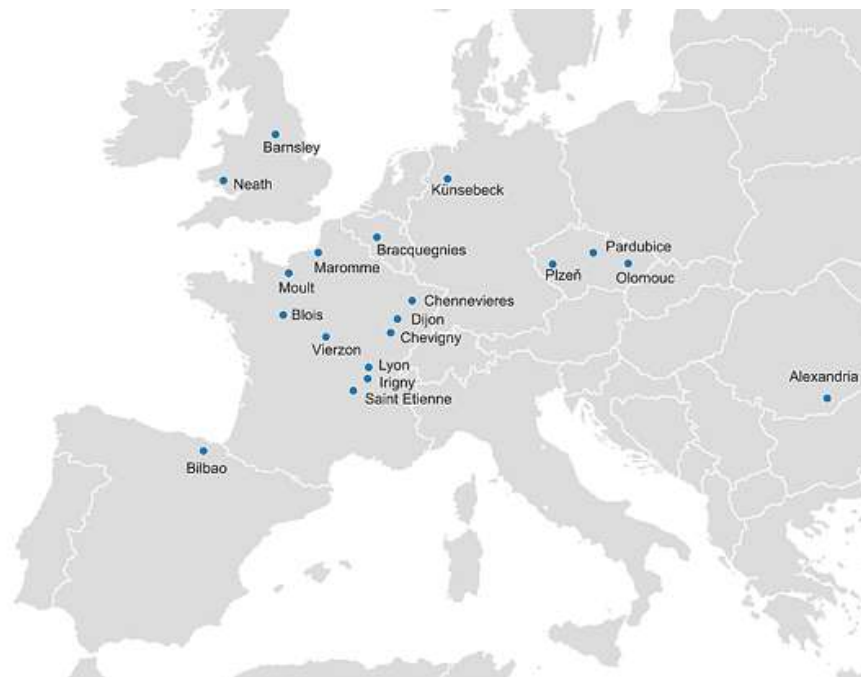 Barnsley
Neath
Künsebeck
Bracquegnies
Pardubice
Maromme
Plzeň
Olomouc
Moult
Chennevieres
Blois
Dijon
Chevigny
Vierzon
Lyon
Alexandria
Irigny
Saint Etienne
Bilbao